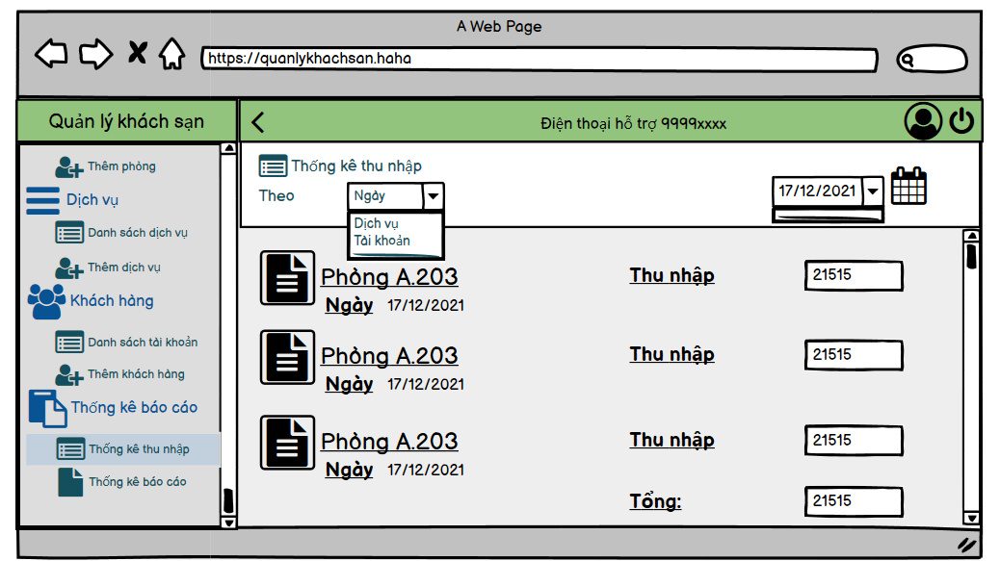 A Web Page
https://quanlykhachsan.haha
Quản lý khách sạn
Điện thoại hỗ trợ 9999xxxx
Thêm phòng
Dịch vụ
Danh sách dịch vụ
Thêm dịch vụ
Khách hàng
Danh sách tài khoản
Thêm khách hàng
Thống kê báo cáo
Thống kê thu nhập
Thống kê báo cáo
Thống kê thu nhập
Theo
Ngày
17/12/2021
Dịch vụ
Tài khoản
Phòng A.203
Thu nhập
21515
Ngày 17/12/2021
Phòng A.203
Thu nhập
21515
Ngày 17/12/2021
Phòng A.203
Thu nhập
21515
Ngày 17/12/2021
Tổng:
21515